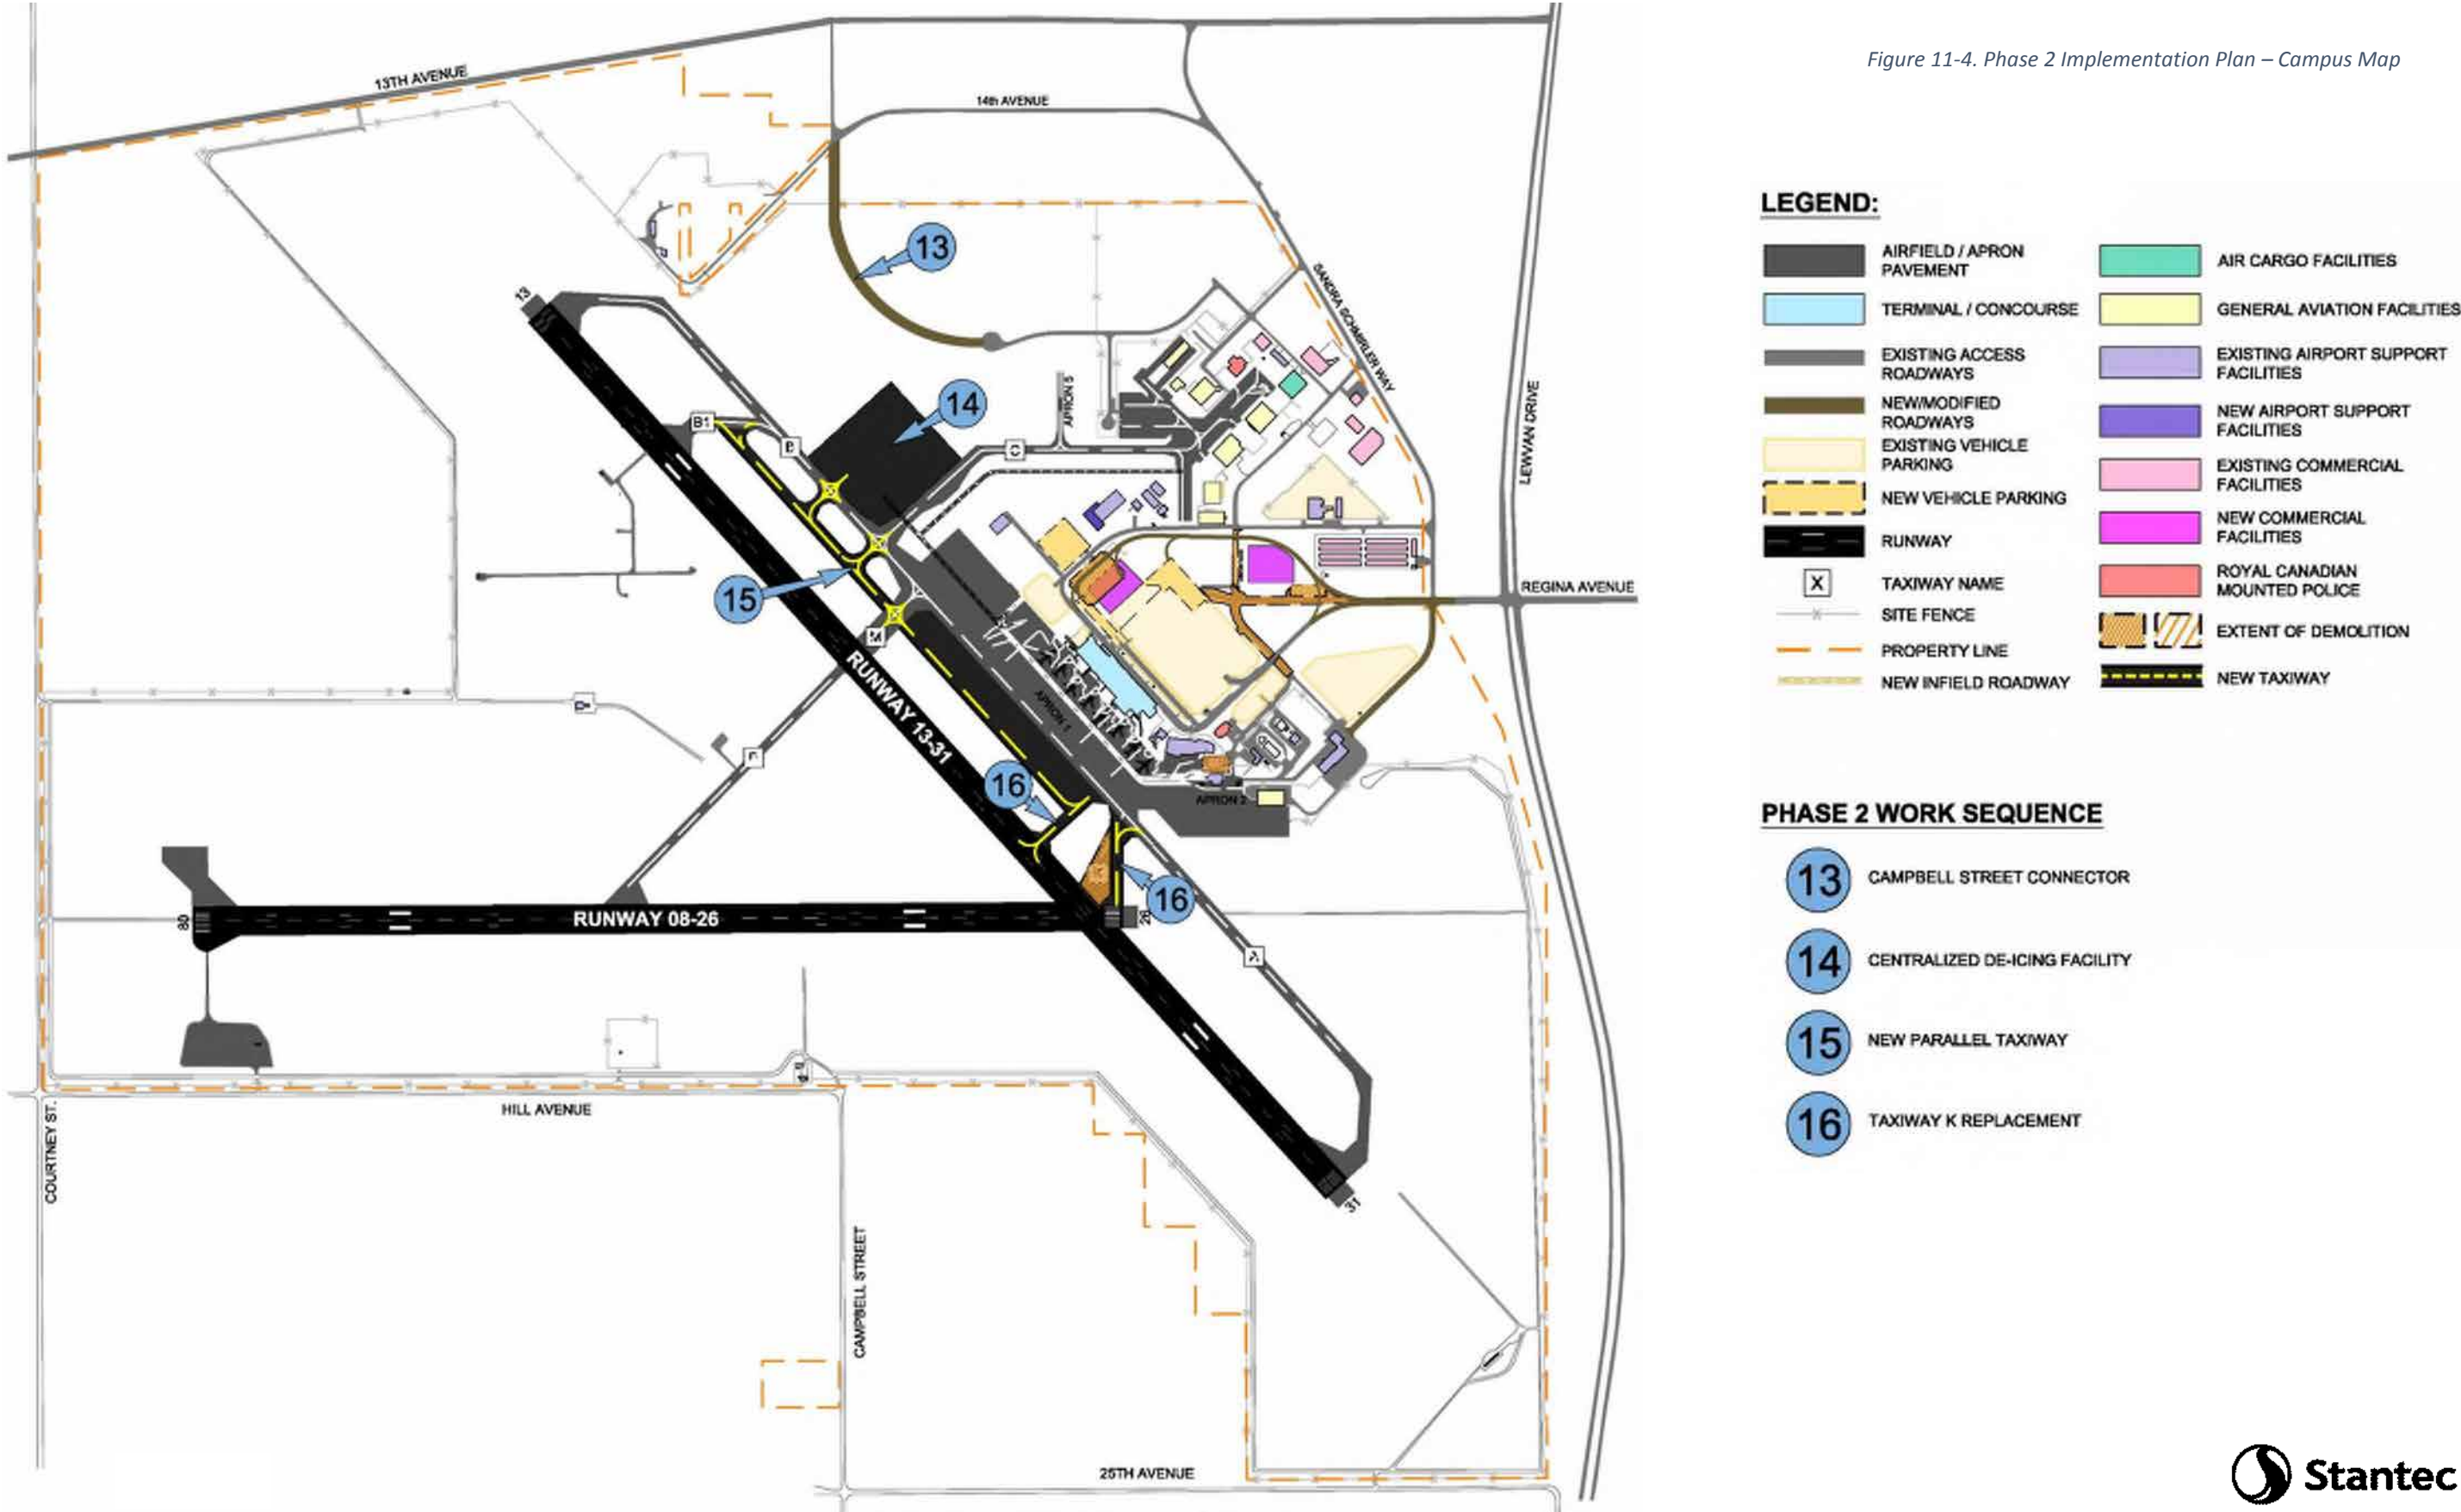 Figure 11-4. Phase 2 Implementation Plan – Campus Map
13TH AVENUE
14th AVENUE
13
SANDRA SCHMIRLER WAY
LEWVAN DRIVE
13
14
APRON 5
B1
B
C
15
REGINA AVENUE
M
RUNWAY 13-31
APRON 1
F
16
APRON 2
16
08
RUNWAY 08-26
26
A
HILL AVENUE
COURTNEY ST.
31
CAMPBELL STREET
25TH AVENUE
LEGEND:
AIRFIELD / APRON
PAVEMENT
TERMINAL / CONCOURSE
EXISTING ACCESS
ROADWAYS
NEW/MODIFIED
ROADWAYS
EXISTING VEHICLE
PARKING
NEW VEHICLE PARKING
RUNWAY
X
TAXIWAY NAME
SITE FENCE
PROPERTY LINE
NEW INFIELD ROADWAY
AIR CARGO FACILITIES
GENERAL AVIATION FACILITIES
EXISTING AIRPORT SUPPORT
FACILITIES
NEW AIRPORT SUPPORT
FACILITIES
EXISTING COMMERCIAL
FACILITIES
NEW COMMERCIAL
FACILITIES
ROYAL CANADIAN
MOUNTED POLICE
EXTENT OF DEMOLITION
NEW TAXIWAY
PHASE 2 WORK SEQUENCE
13
CAMPBELL STREET CONNECTOR
14
CENTRALIZED DE-ICING FACILITY
15
NEW PARALLEL TAXIWAY
16
TAXIWAY K REPLACEMENT
Stantec